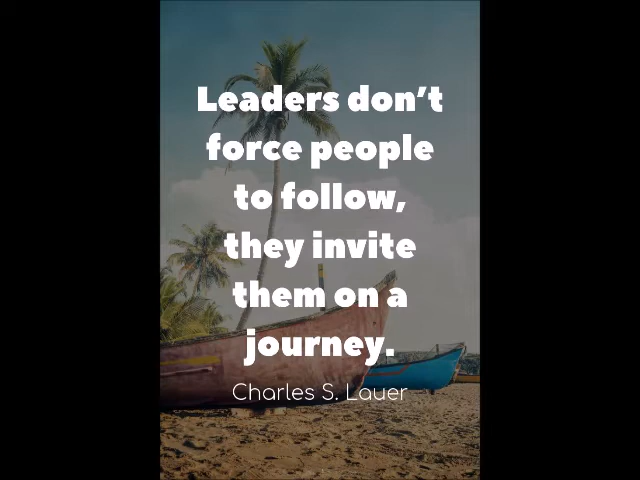 Leaders don't
force people
to follow,
they invite
them on a
journey.
Charles S. Lauer